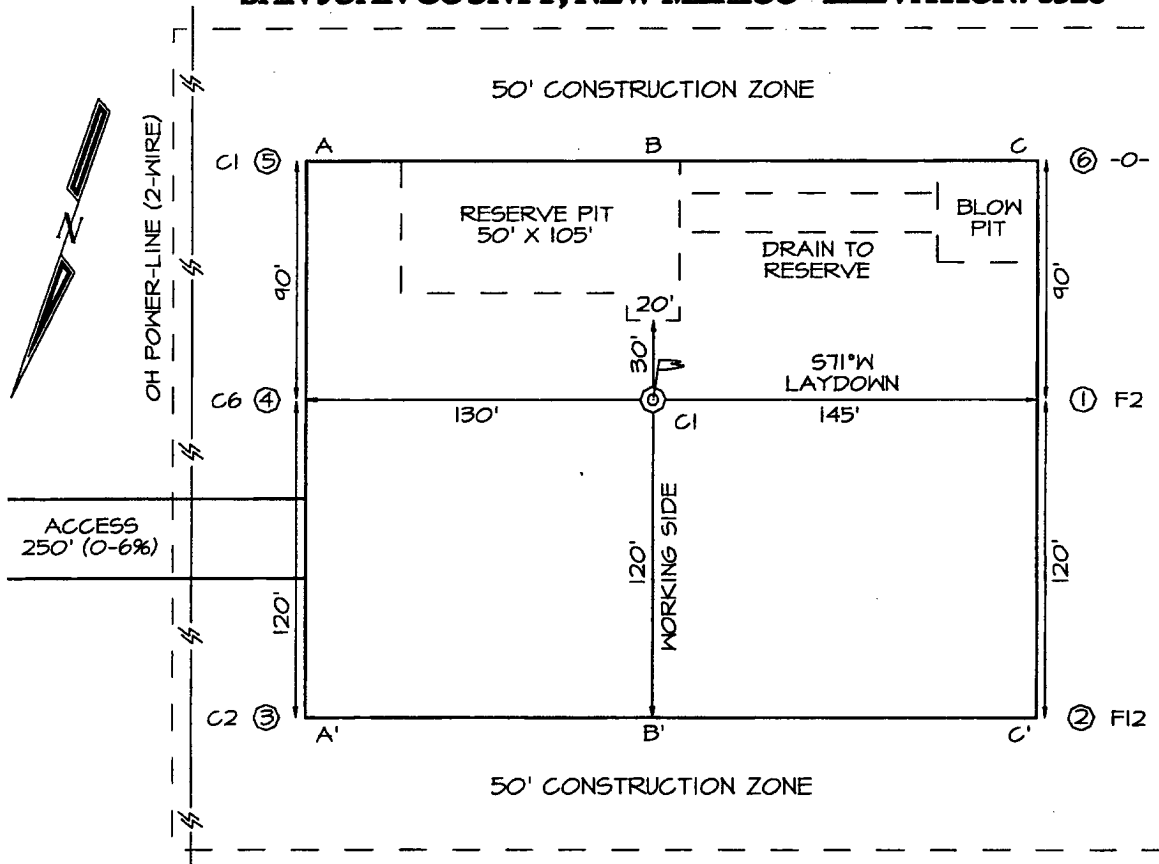 50' CONSTRUCTION ZONE
OH POWER-LINE (2-WIRE)
N
C1 ⑤
A
B
C
⑥ -0-
RESERVE PIT
50' X 105'
BLOW
PIT
DRAIN TO
RESERVE
90'
90'
20'
30'
S71°W
LAYDOWN
C6 ④
130'
C1
145'
① F2
ACCESS
250' (0-6%)
120'
120'
WORKING SIDE
120'
C2 ③
A'
B'
C'
② F12
50' CONSTRUCTION ZONE